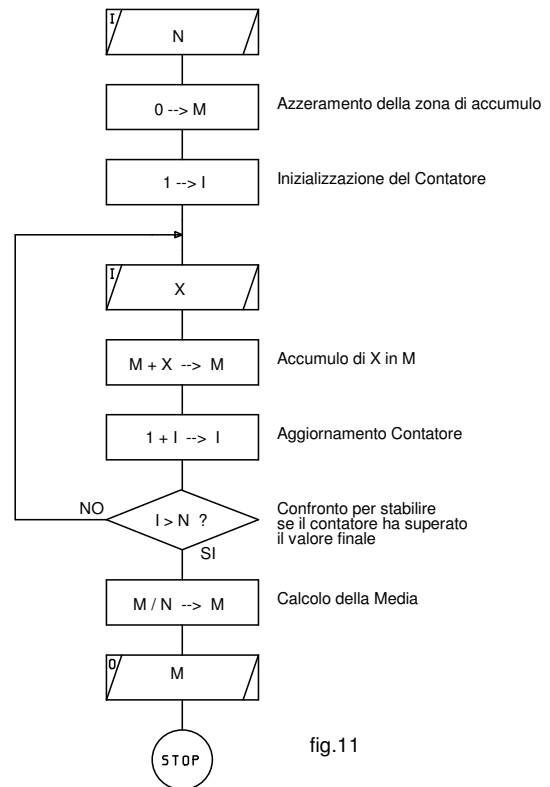 I
N
0 --> M
Azzeramento della zona di accumulo
1 --> I
Inizializzazione del Contatore
I
X
M + X --> M
Accumulo di X in M
1 + I --> I
Aggiornamento Contatore
NO
I > N ?
SI
Confronto per stabilire
se il contatore ha superato
il valore finale
M / N --> M
Calcolo della Media
O
M
STOP
fig.11